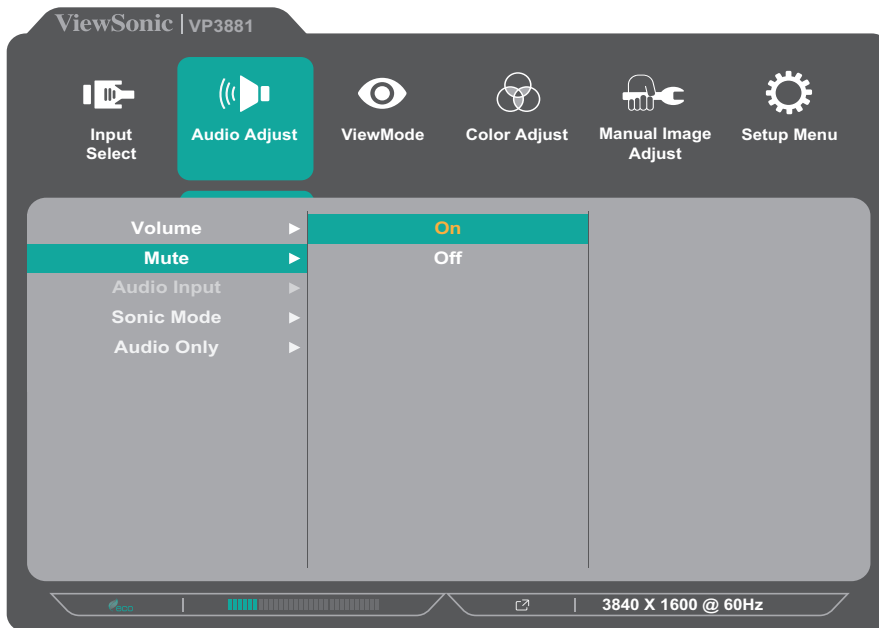 ViewSonic | VP3881
Input Select
Audio Adjust
ViewMode
Color Adjust
Manual Image Adjust
Setup Menu
Volume
On
Mute
Off
Audio Input
Sonic Mode
Audio Only
eco
3840 X 1600 @ 60Hz